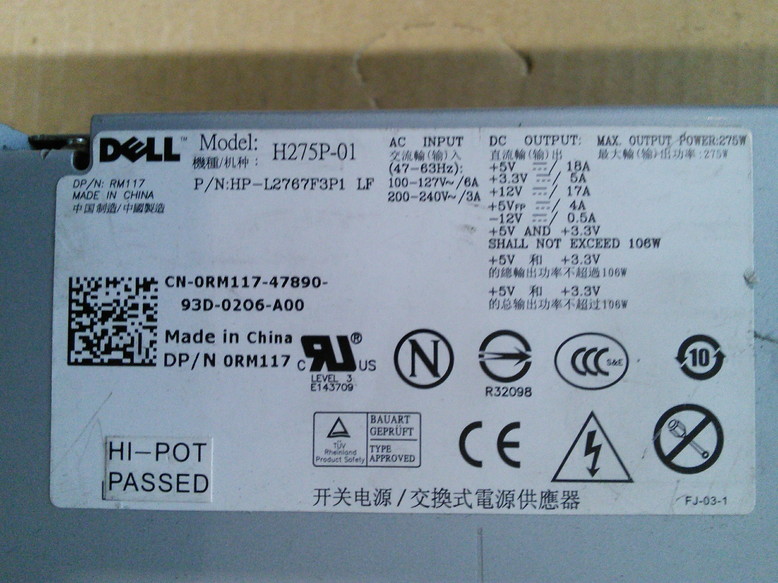 DELL™
Model: H275P-01
機種/机种：
P/N:HP-L2767F3P1 LF
DP/N: RM117
MADE IN CHINA
中国制造/中國製造
AC INPUT
交流輸(输)入
(47-63Hz):
100-127V~/6A
200-240V~/3A
DC OUTPUT:
直流輸(输)出
+5V ⎓/ 18A
+3.3V ⎓/ 5A
+12V ⎓/ 17A
+5VFP ⎓/ 4A
-12V ⎓/ 0.5A
+5V AND +3.3V
SHALL NOT EXCEED 106W
+5V 和 +3.3V
的總輸出功率不超過106W
+5V 和 +3.3V
的总输出功率不超过106W
MAX. OUTPUT POWER:275W
最大輸(输)出功率:275W
CN-0RM117-47890-
93D-0206-A00
Made in China
DP/N 0RM117
c RU ® US
LEVEL 3
E143709
N
R32098
CCC S&E
10
TÜV
Rheinland
Product Safety
BAUART
GEPRÜFT
TYPE
APPROVED
CE
HI-POT
PASSED
开关电源/交換式電源供應器
FJ-03-1